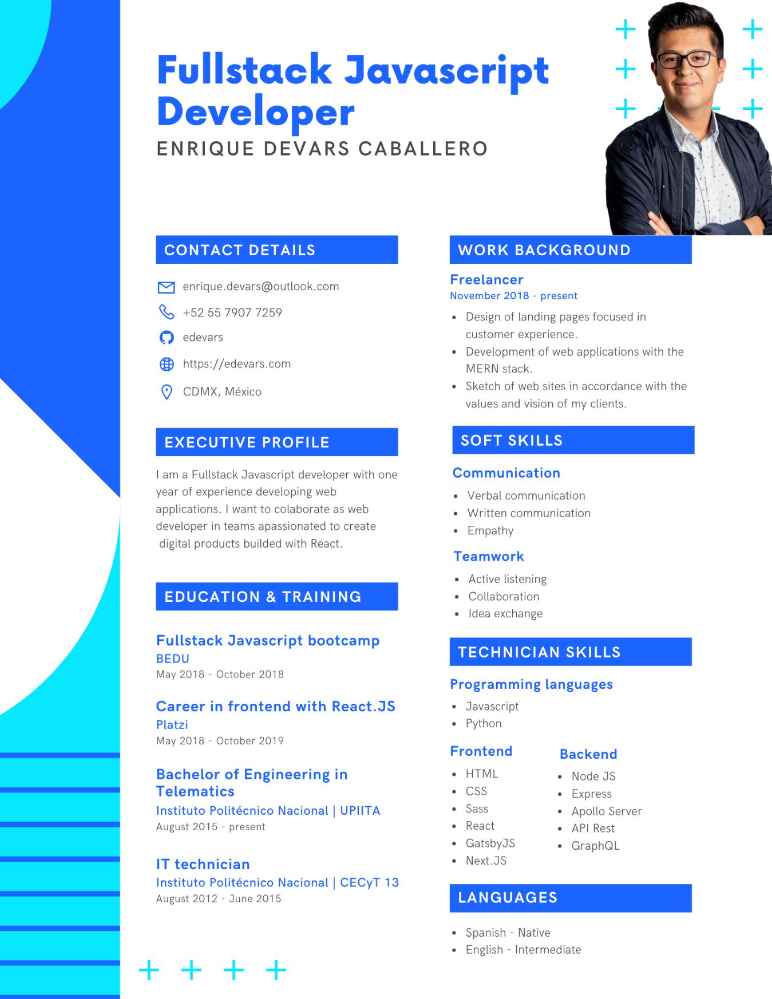 Fullstack Javascript
Developer
ENRIQUE DEVARS CABALLERO
CONTACT DETAILS
enrique.devars@outlook.com
+52 55 7907 7259
edevars
https://edevars.com
CDMX, México
EXECUTIVE PROFILE
I am a Fullstack Javascript developer with one
year of experience developing web
applications. I want to colaborate as web
developer in teams apassionated to create
digital products builded with React.
EDUCATION & TRAINING
Fullstack Javascript bootcamp
BEDU
May 2018 - October 2018
Career in frontend with React.JS
Platzi
May 2018 - October 2019
Bachelor of Engineering in
Telematics
Instituto Politécnico Nacional | UPIITA
August 2015 - present
IT technician
Instituto Politécnico Nacional | CECyT 13
August 2012 - June 2015
WORK BACKGROUND
Freelancer
November 2018 - present
• Design of landing pages focused in
customer experience.
• Development of web applications with the
MERN stack.
• Sketch of web sites in accordance with the
values and vision of my clients.
SOFT SKILLS
Communication
• Verbal communication
• Written communication
• Empathy
Teamwork
• Active listening
• Collaboration
• Idea exchange
TECHNICIAN SKILLS
Programming languages
• Javascript
• Python
Frontend
• HTML
• CSS
• Sass
• React
• GatsbyJS
• Next.JS
Backend
• Node JS
• Express
• Apollo Server
• API Rest
• GraphQL
LANGUAGES
• Spanish - Native
• English - Intermediate